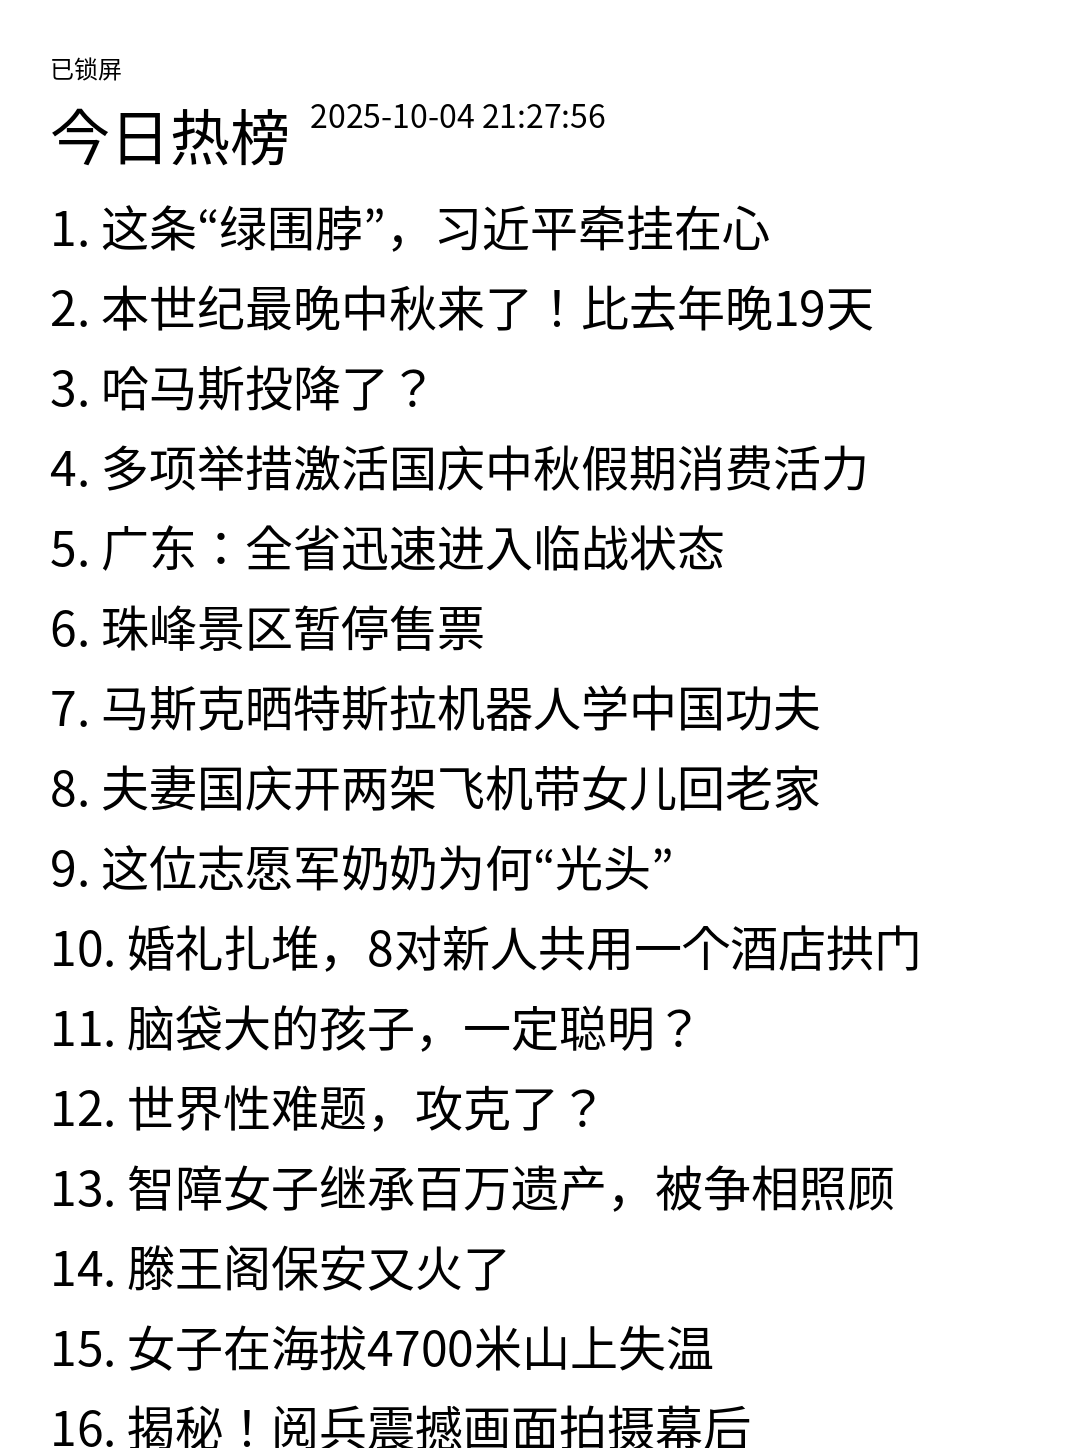 已锁屏
今日热榜 2025-10-04 21:27:56
1. 这条“绿围脖”，习近平牵挂在心
2. 本世纪最晚中秋来了！比去年晚19天
3. 哈马斯投降了？
4. 多项举措激活国庆中秋假期消费活力
5. 广东：全省迅速进入临战状态
6. 珠峰景区暂停售票
7. 马斯克晒特斯拉机器人学中国功夫
8. 夫妻国庆开两架飞机带女儿回老家
9. 这位志愿军奶奶为何“光头”
10. 婚礼扎堆，8对新人共用一个酒店拱门
11. 脑袋大的孩子，一定聪明？
12. 世界性难题，攻克了？
13. 智障女子继承百万遗产，被争相照顾
14. 滕王阁保安又火了
15. 女子在海拔4700米山上失温
16. 揭秘！阅兵震撼画面拍摄幕后